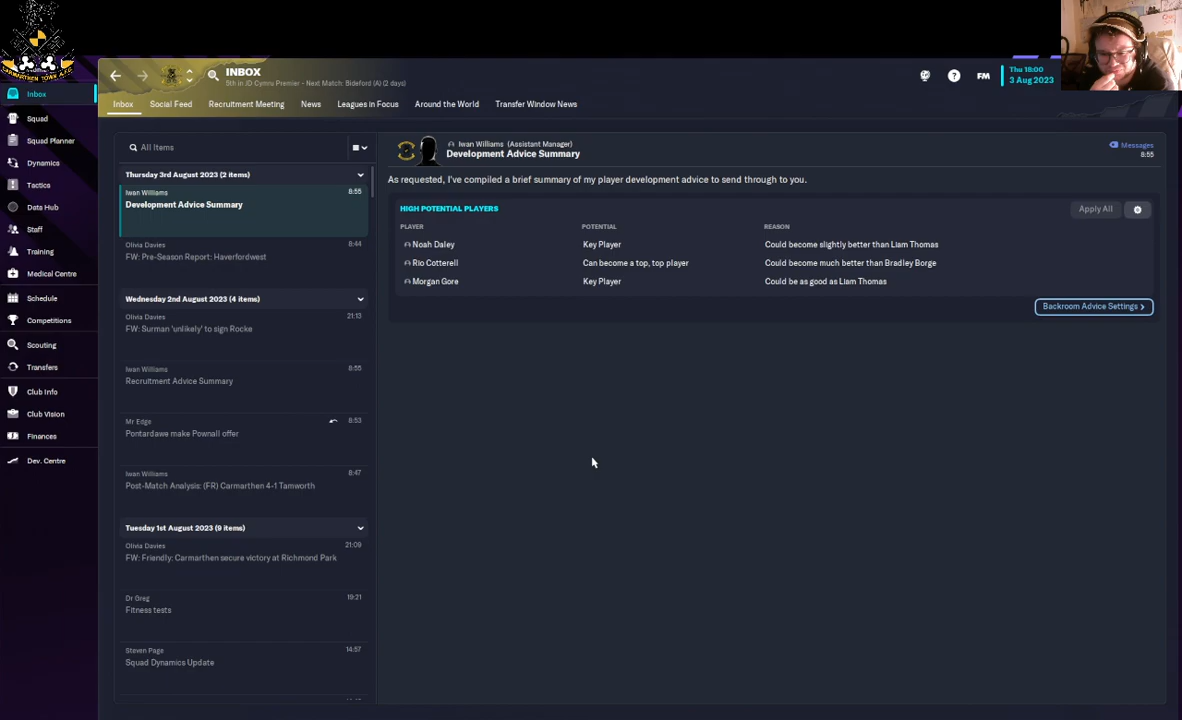 CARMARTHEN TOWN A.F.C.
INBOX
5th in JD Cymru Premier - Next Match: Bideford (A) (2 days)
FM
Thu 18:00
3 Aug 2023
Inbox
Squad
Squad Planner
Dynamics
Tactics
Data Hub
Staff
Training
Medical Centre
Schedule
Competitions
Scouting
Transfers
Club Info
Club Vision
Finances
Dev. Centre
Inbox Social Feed Recruitment Meeting News Leagues in Focus Around the World Transfer Window News
All Items
Thursday 3rd August 2023 (2 items)
Iwan Williams 8:55
Development Advice Summary
Olivia Davies 8:44
FW: Pre-Season Report: Haverfordwest
Wednesday 2nd August 2023 (4 items)
Olivia Davies 21:13
FW: Surman 'unlikely' to sign Rocke
Iwan Williams 8:55
Recruitment Advice Summary
Mr Edge 8:53
Pontardawe make Pownall offer
Iwan Williams 8:47
Post-Match Analysis: (FR) Carmarthen 4-1 Tamworth
Tuesday 1st August 2023 (9 items)
Olivia Davies 21:09
FW: Friendly: Carmarthen secure victory at Richmond Park
Dr Greg 19:21
Fitness tests
Steven Page 14:57
Squad Dynamics Update
Iwan Williams (Assistant Manager)
Development Advice Summary
Messages
8:55
As requested, I've compiled a brief summary of my player development advice to send through to you.
HIGH POTENTIAL PLAYERS
Apply All
PLAYER POTENTIAL REASON
Noah Daley Key Player Could become slightly better than Liam Thomas
Rio Cotterell Can become a top, top player Could become much better than Bradley Borge
Morgan Gore Key Player Could be as good as Liam Thomas
Backroom Advice Settings